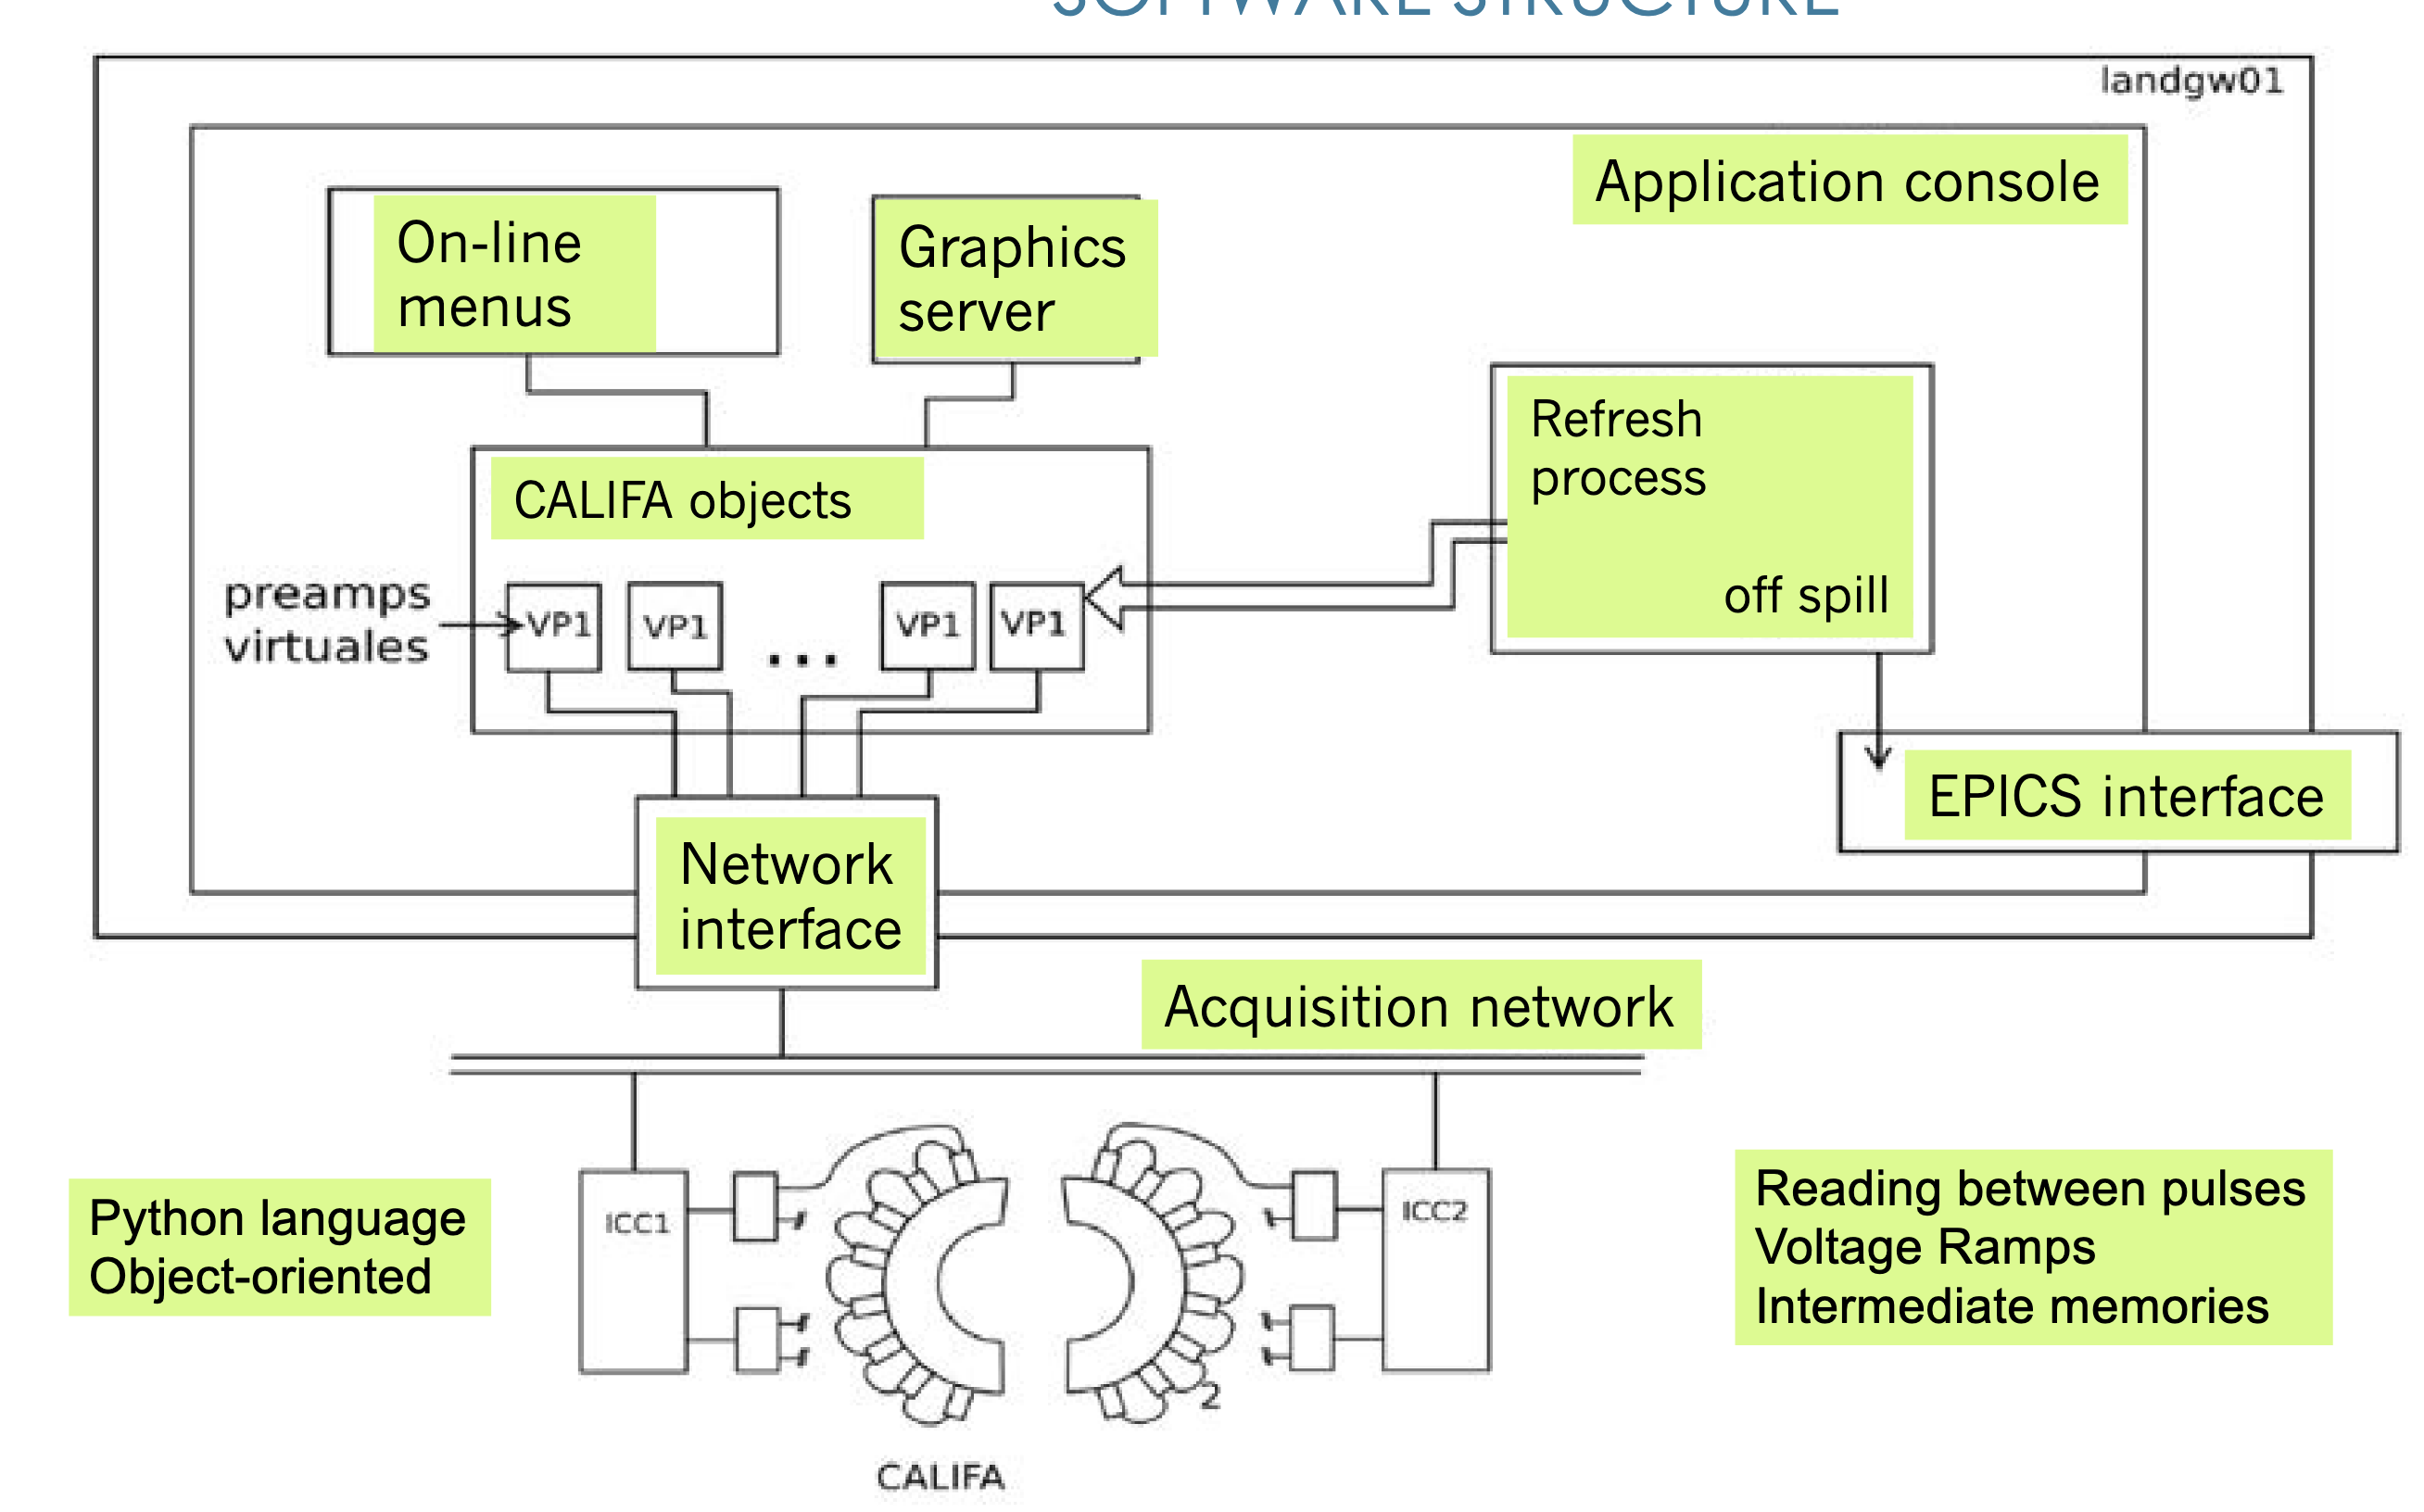 SOFTWARE STRUCTURE
landgw01
Application console
On-line
menus
Graphics
server
Refresh
process
off spill
CALIFA objects
preamps
virtuales
VP1
VP1
...
VP1
VP1
EPICS interface
Network
interface
Acquisition network
Python language
Object-oriented
ICC1
ICC2
Reading between pulses
Voltage Ramps
Intermediate memories
2
CALIFA